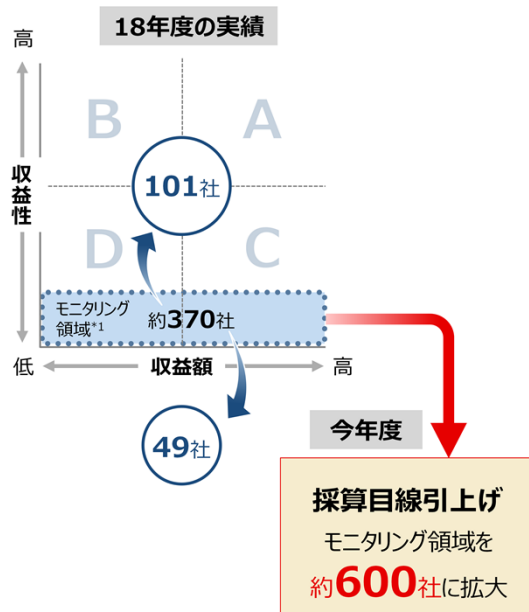 18年度の実績
高
B
A
収益性
101社
D
C
モニタリング
領域*1
約370社
低
収益額
高
49社
今年度
採算目線引上げ
モニタリング領域を
約600社に拡大